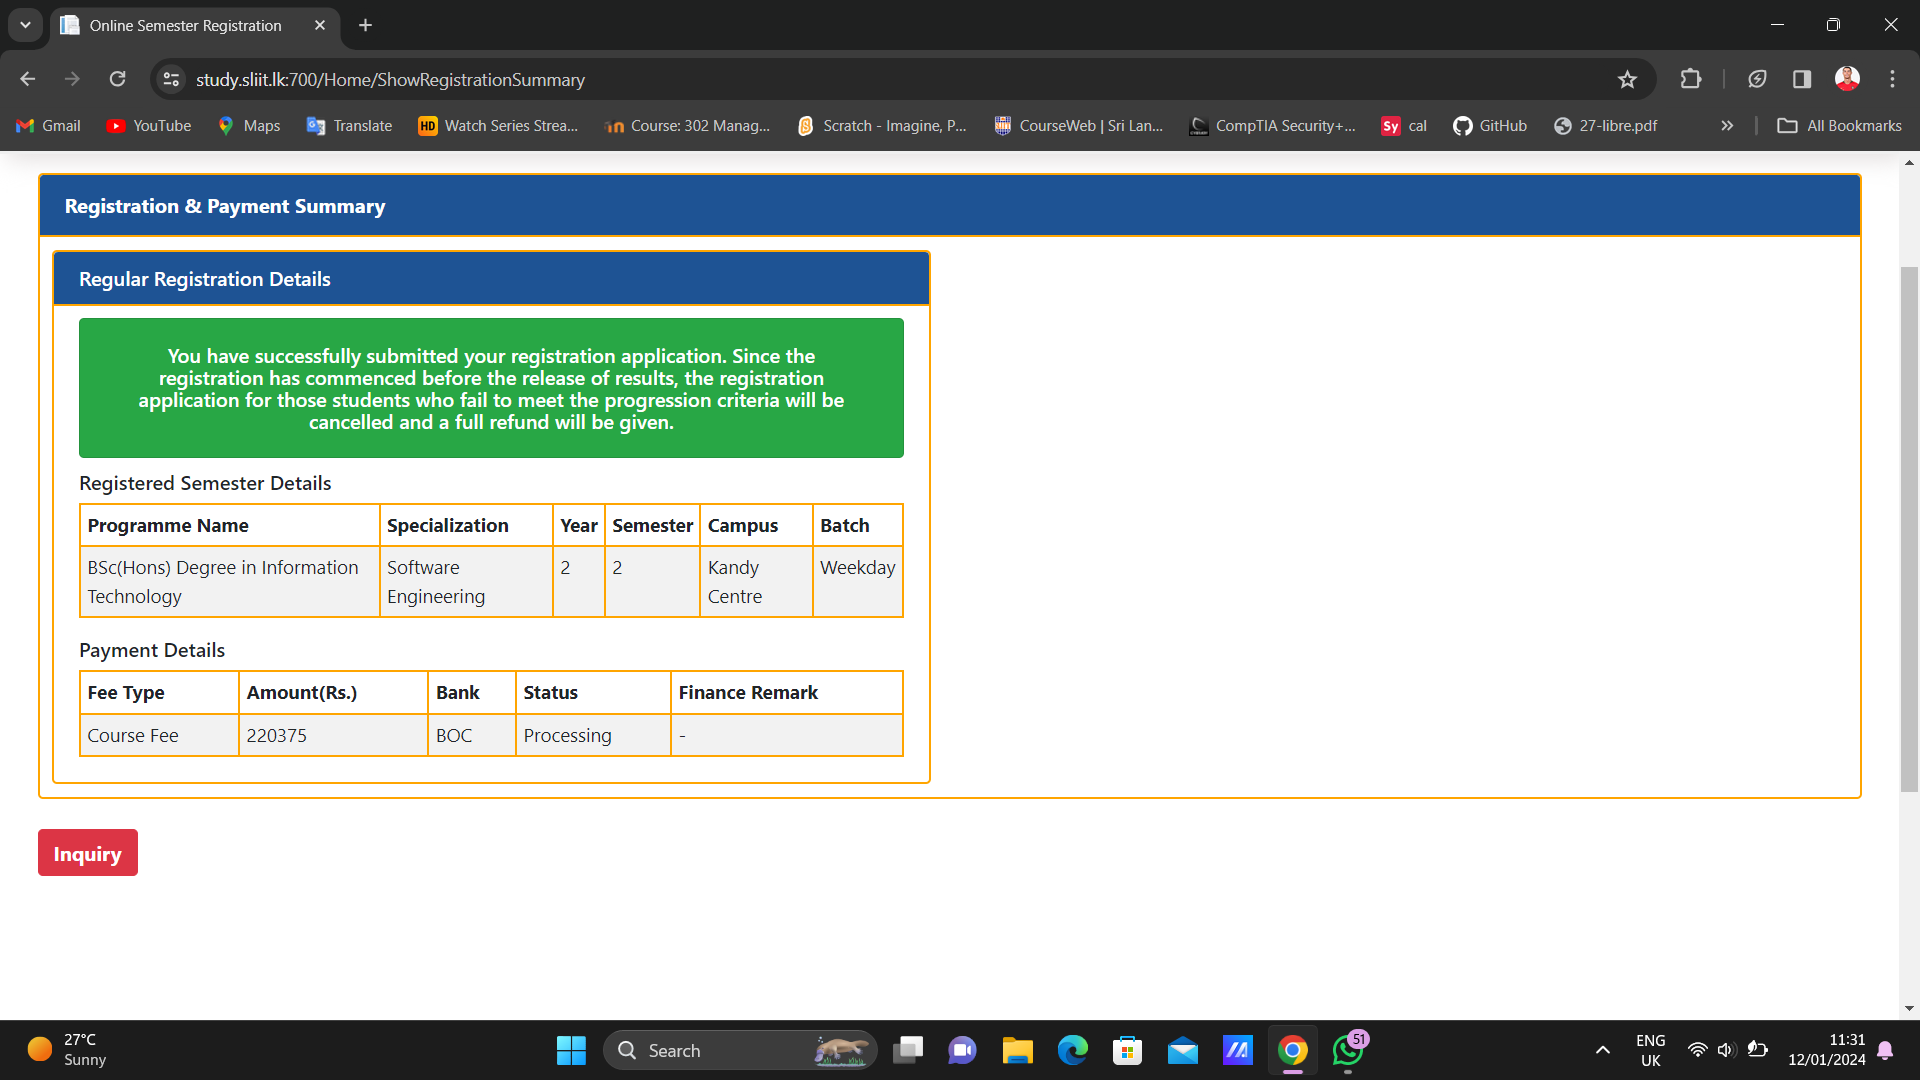 Online Semester Registration
study.sliit.lk:700/Home/ShowRegistrationSummary
Gmail YouTube Maps Translate HD Watch Series Strea... Course: 302 Manag... Scratch - Imagine, P... CourseWeb | Sri Lan... CompTIA Security+... Sy cal GitHub 27-libre.pdf All Bookmarks
Registration & Payment Summary
Regular Registration Details
You have successfully submitted your registration application. Since the
registration has commenced before the release of results, the registration
application for those students who fail to meet the progression criteria will be
cancelled and a full refund will be given.
Registered Semester Details
Programme Name Specialization Year Semester Campus Batch
BSc(Hons) Degree in Information Software 2 2 Kandy Weekday
Technology Engineering Centre
Payment Details
Fee Type Amount(Rs.) Bank Status Finance Remark
Course Fee 220375 BOC Processing -
Inquiry
27°C
Sunny
Search
51
ENG
UK
11:31
12/01/2024